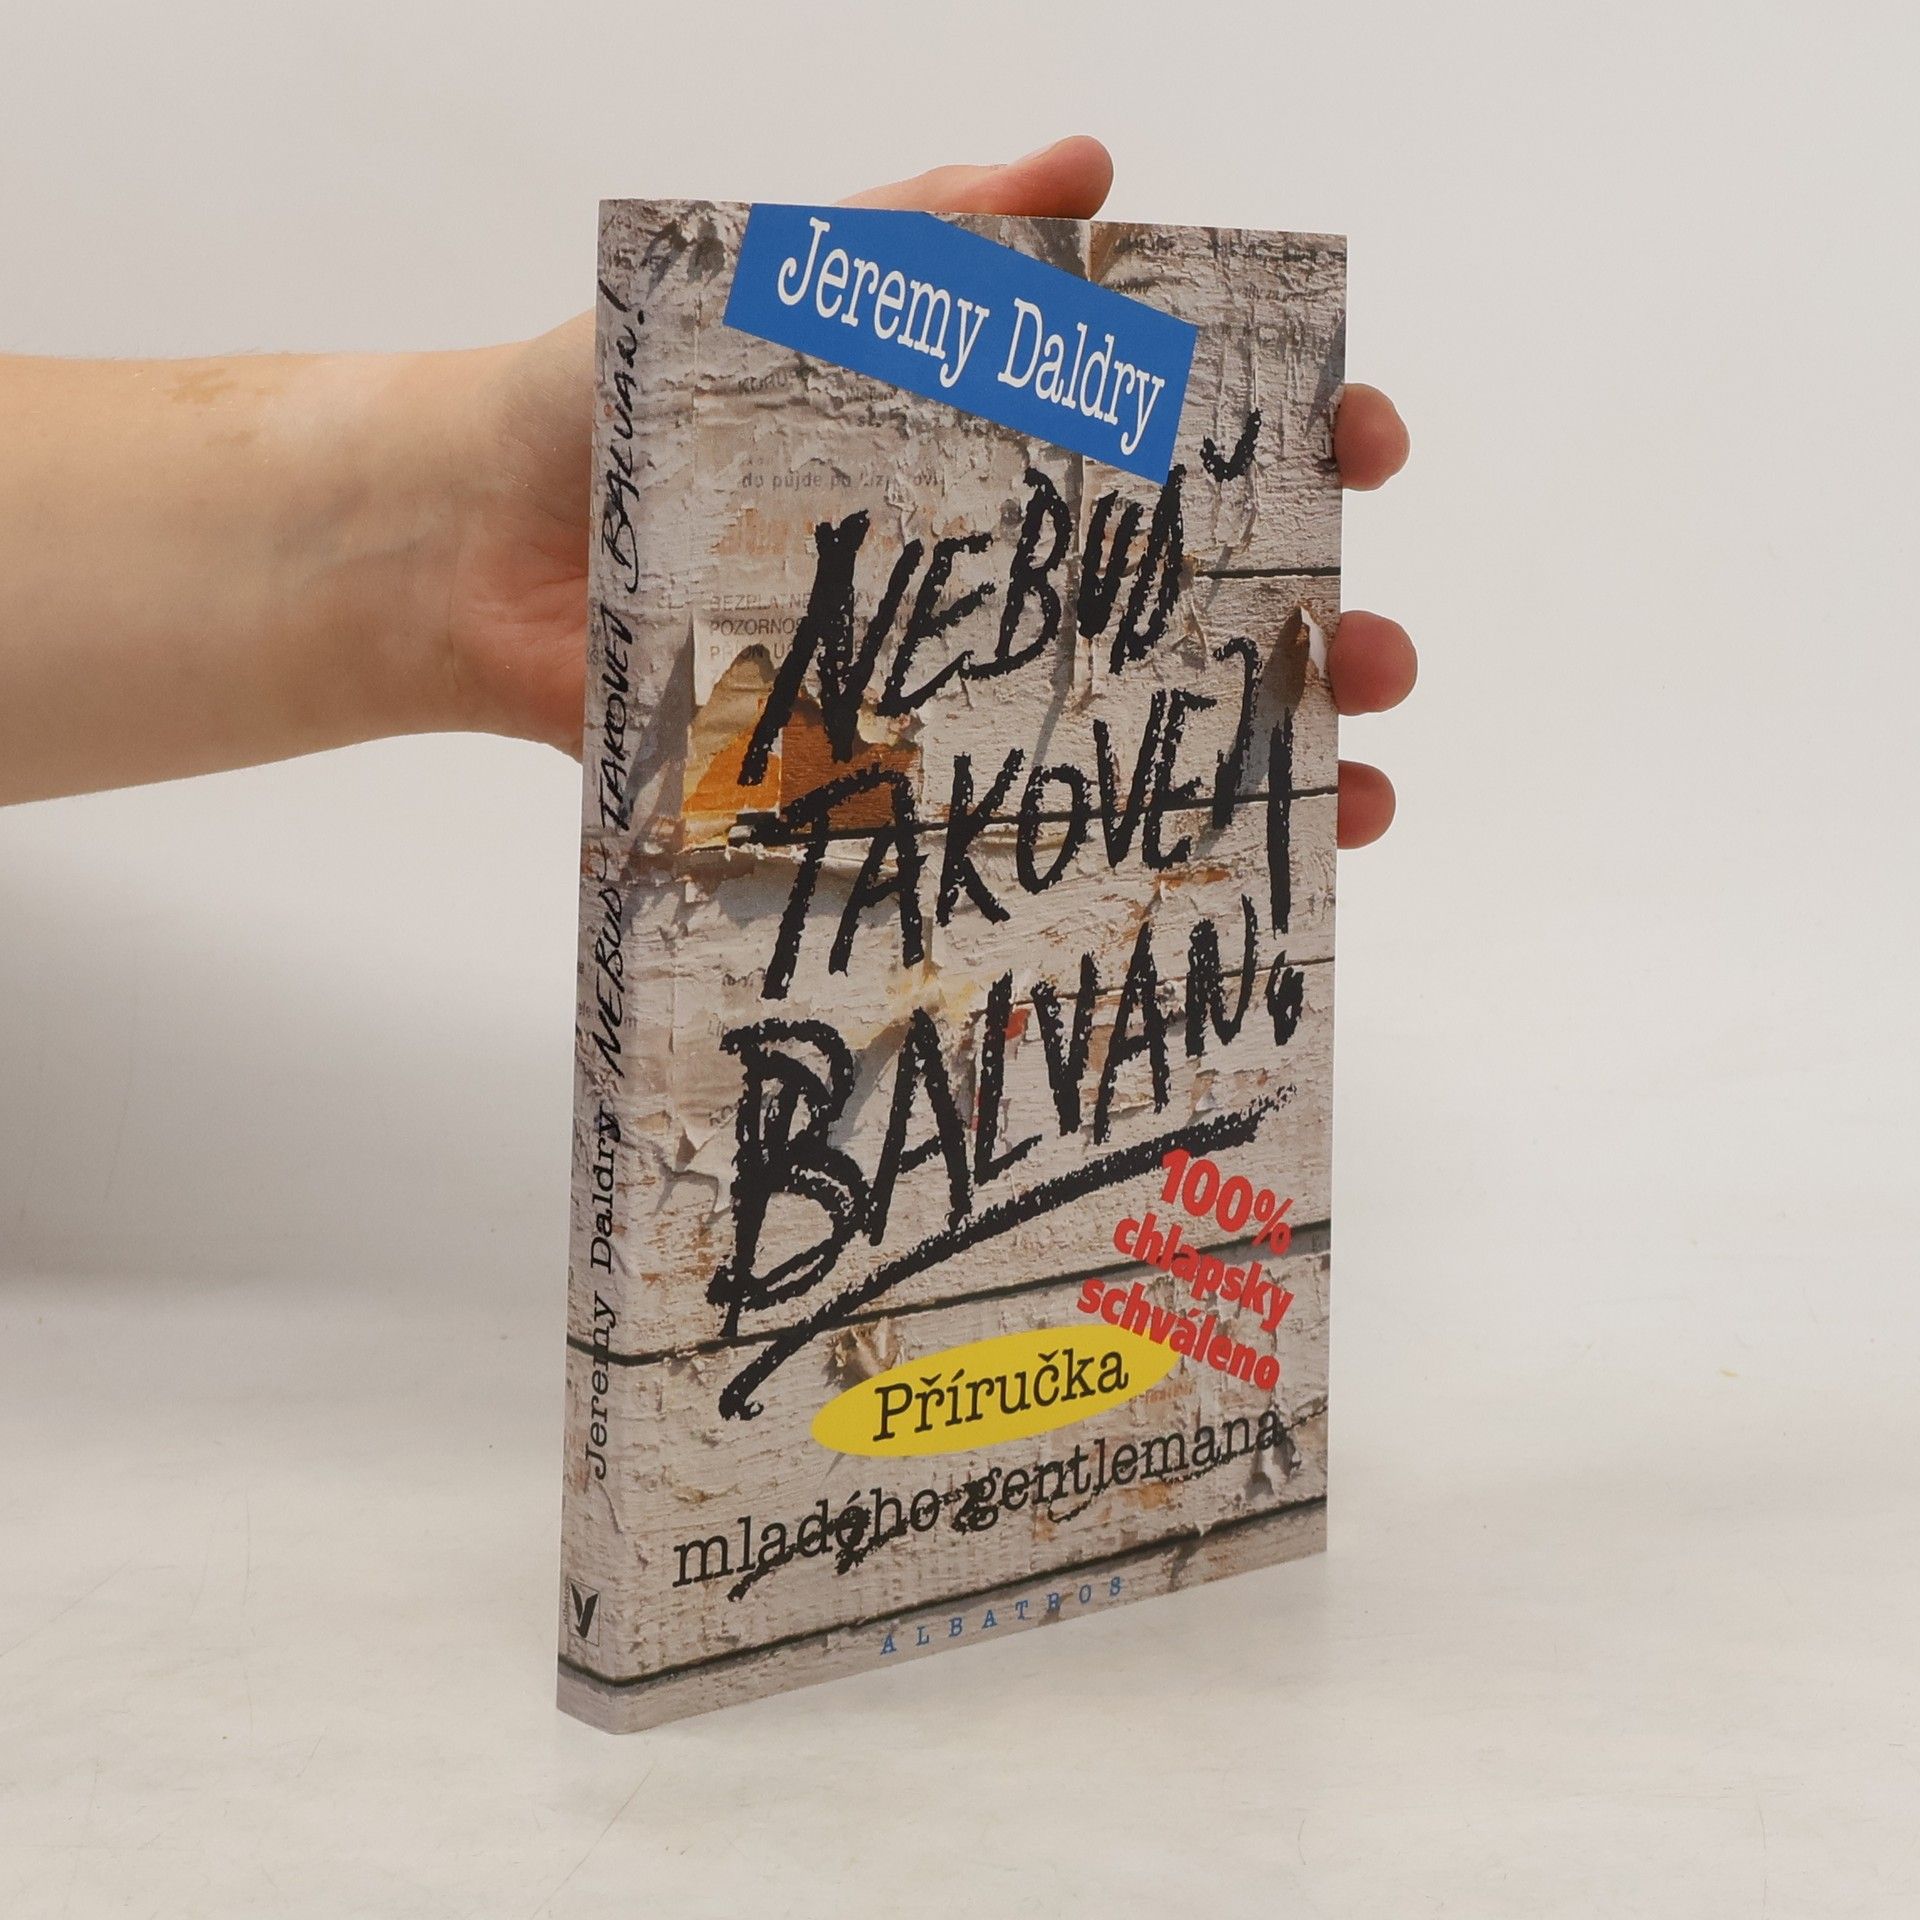 Jeremy Daldry
NEBUĎ
TAKOVEJ
BALVAN!
100%
chlapsky
schváleno
Příručka
mladého gentlemana
ALBATROS
Jeremy Daldry NEBUĎ TAKOVEJ BALVAN!